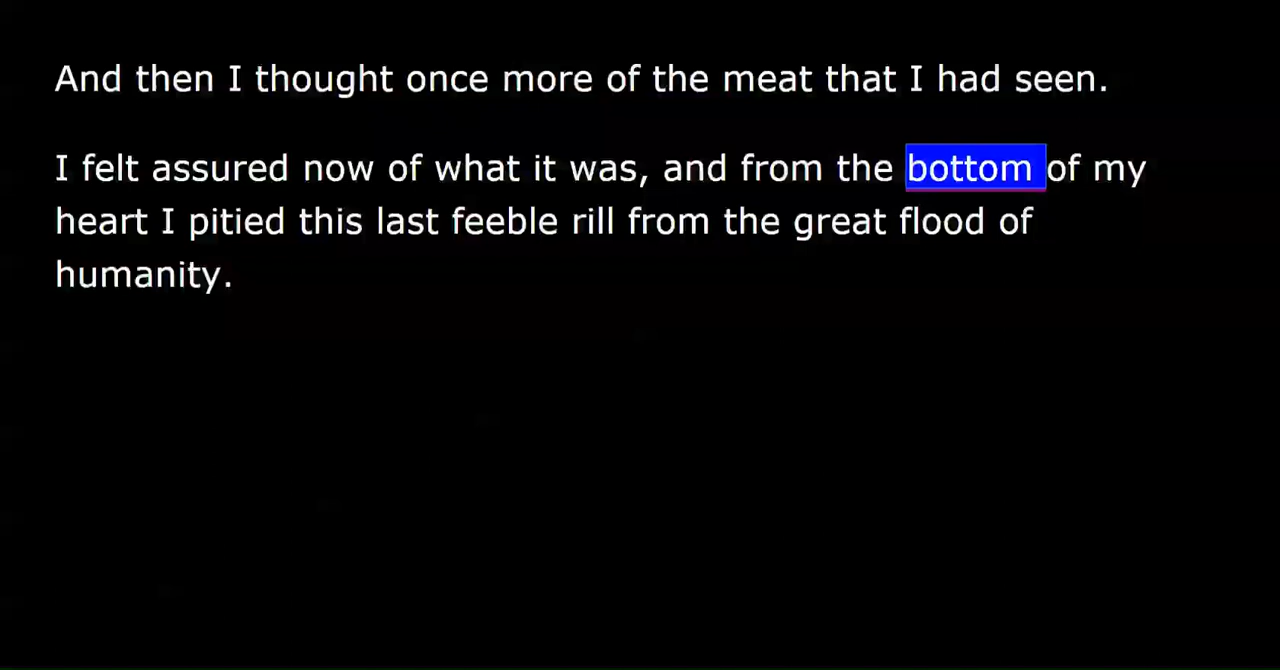 And then I thought once more of the meat that I had seen.
I felt assured now of what it was, and from the bottom of my
heart I pitied this last feeble rill from the great flood of
humanity.